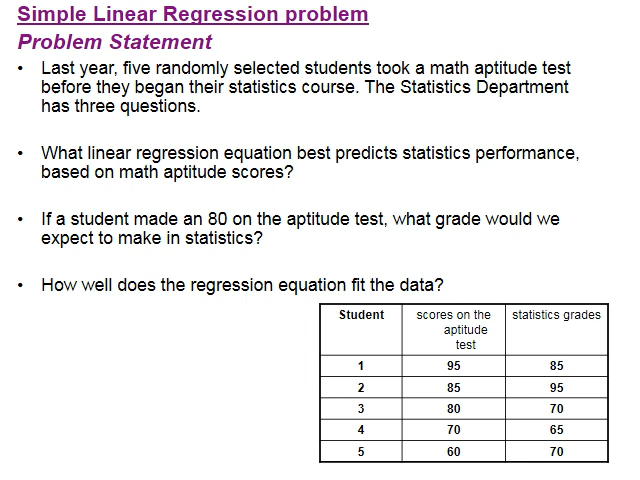 Simple Linear Regression problem
Problem Statement
• Last year, five randomly selected students took a math aptitude test
before they began their statistics course. The Statistics Department
has three questions.
• What linear regression equation best predicts statistics performance,
based on math aptitude scores?
• If a student made an 80 on the aptitude test, what grade would we
expect to make in statistics?
• How well does the regression equation fit the data?
Student scores on the statistics grades
aptitude
test
1 95 85
2 85 95
3 80 70
4 70 65
5 60 70